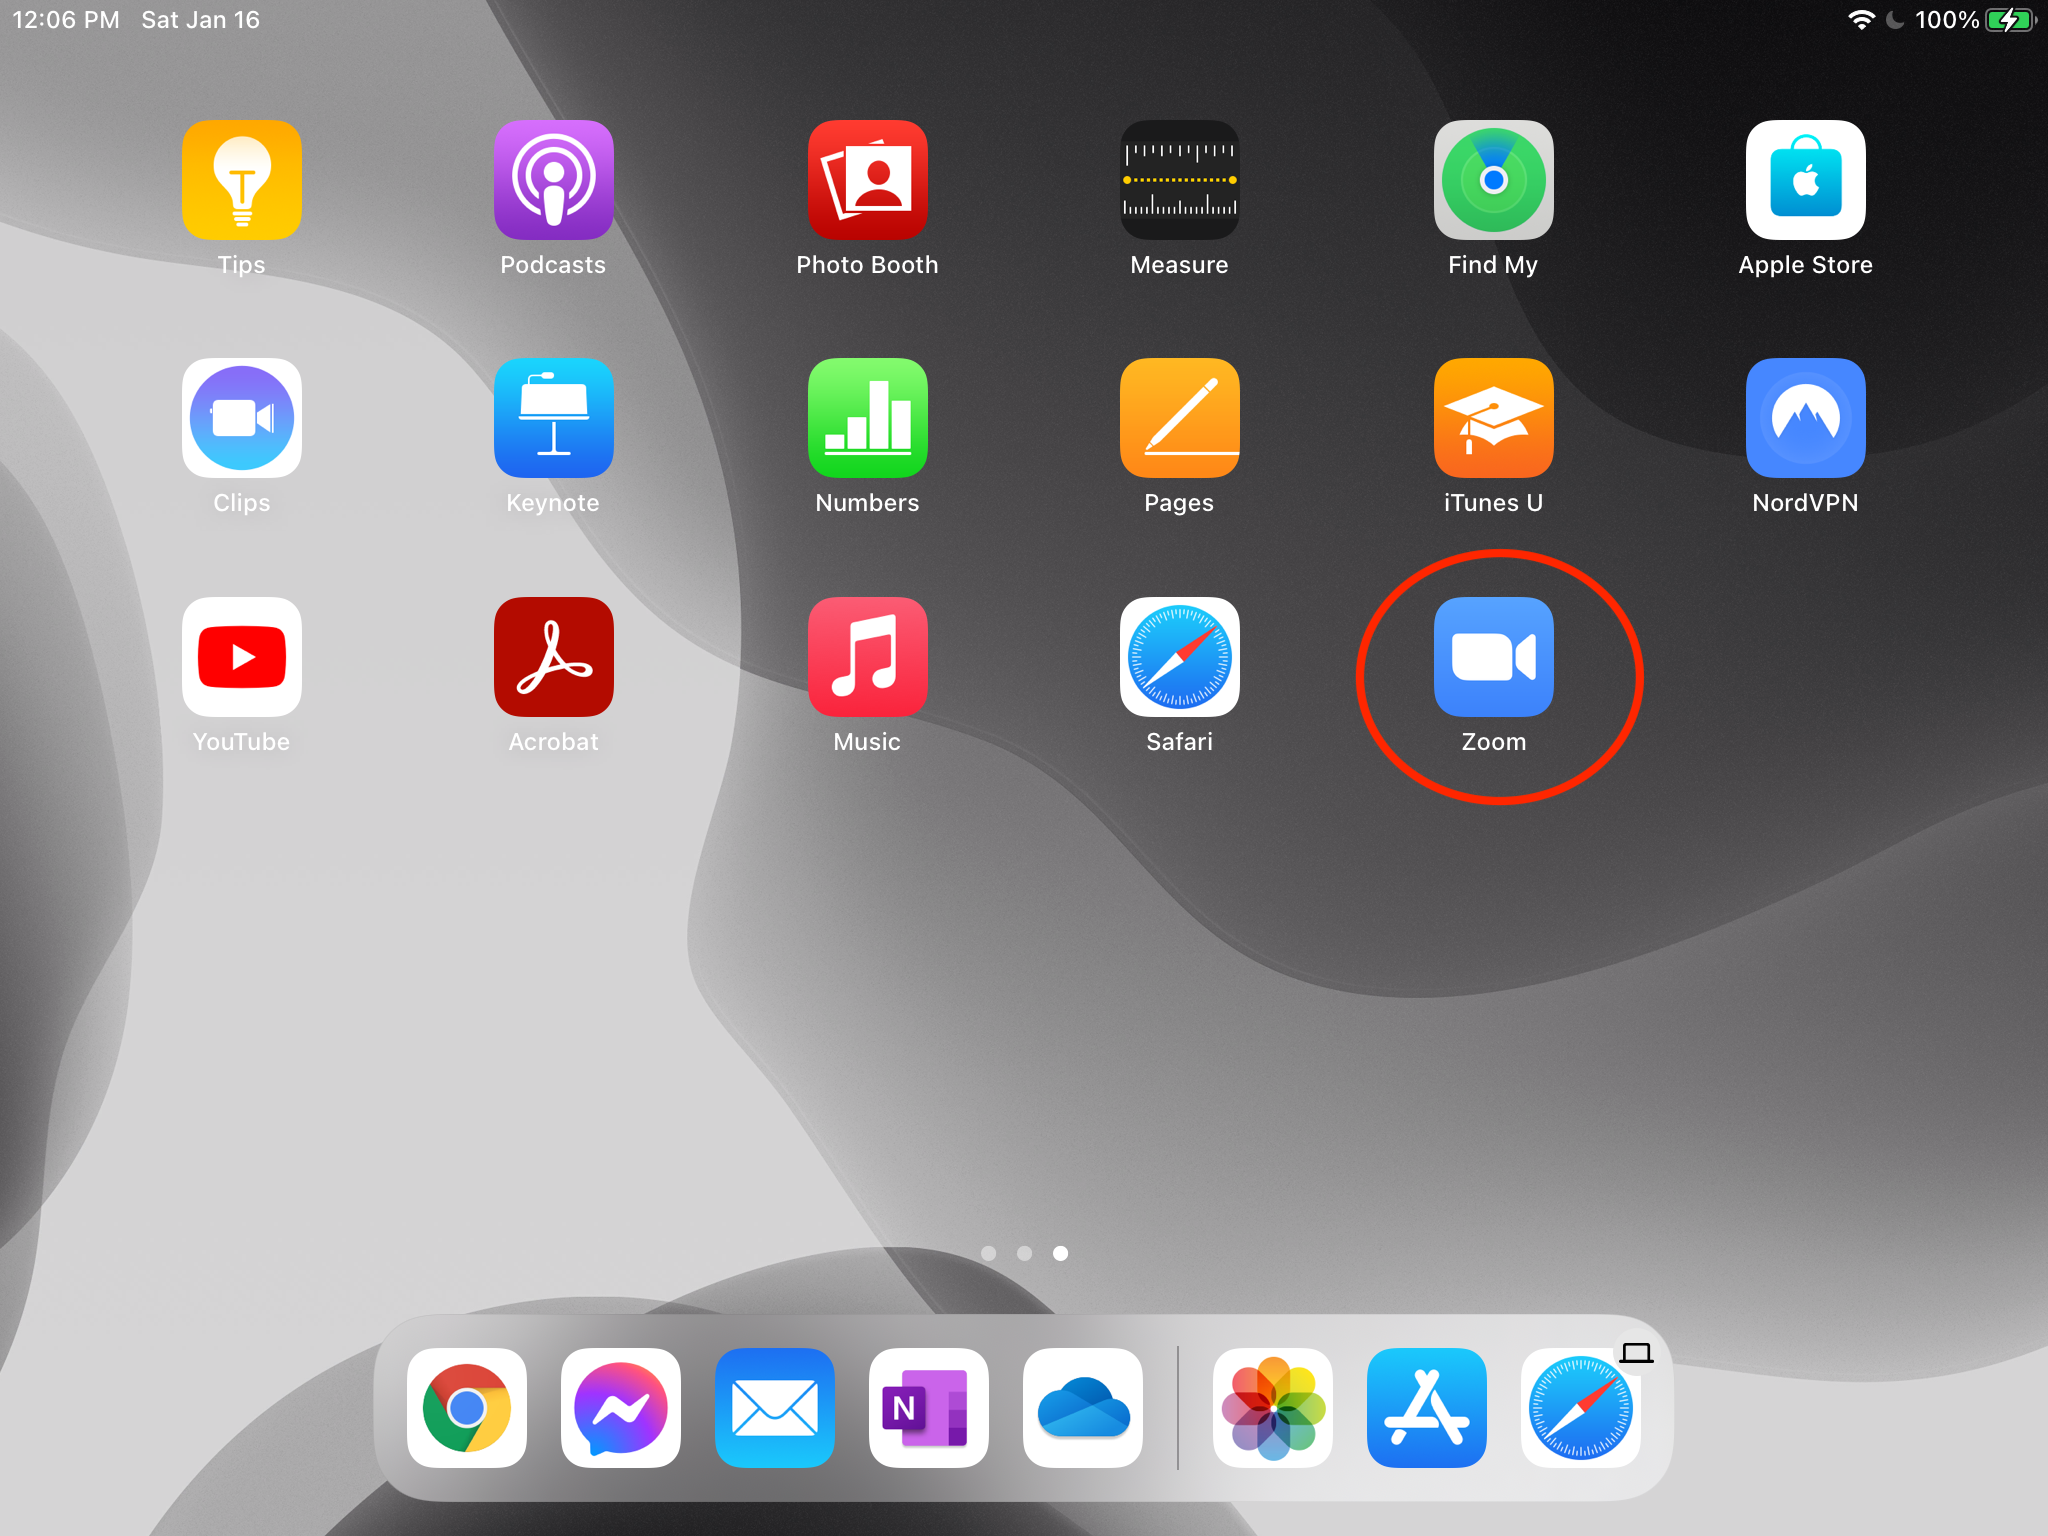 12:06 PM Sat Jan 16 100%
Tips Podcasts Photo Booth Measure Find My Apple Store
Clips Keynote Numbers Pages iTunes U NordVPN
YouTube Acrobat Music Safari Zoom
N